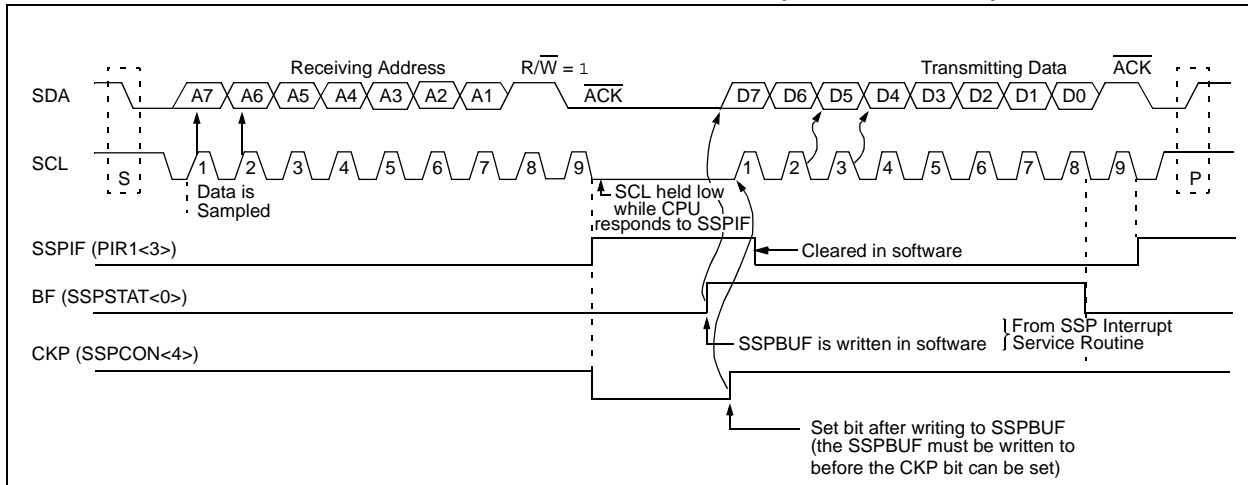 Receiving Address R/W = 1 Transmitting Data ACK
SDA A7 A6 A5 A4 A3 A2 A1 ACK D7 D6 D5 D4 D3 D2 D1 D0
SCL S 1 2 3 4 5 6 7 8 9 1 2 3 4 5 6 7 8 9 P
Data is
Sampled
SCL held low
while CPU
responds to SSPIF
SSPIF (PIR1<3>)
Cleared in software
BF (SSPSTAT<0>)
SSPBUF is written in software
From SSP Interrupt
Service Routine
CKP (SSPCON<4>)
Set bit after writing to SSPBUF
(the SSPBUF must be written to
before the CKP bit can be set)